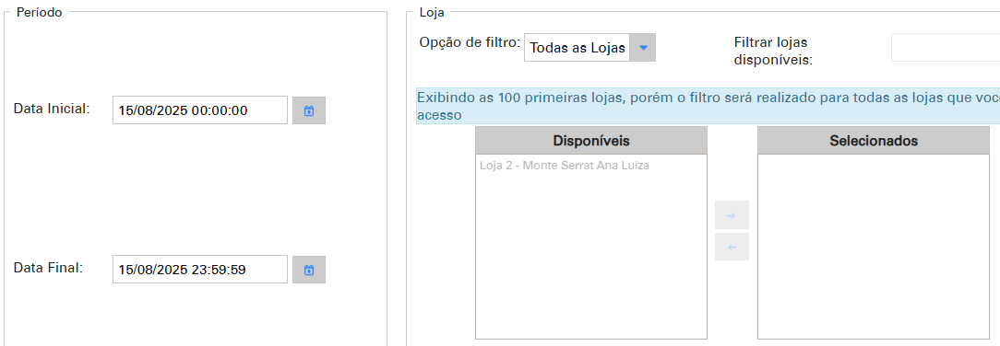 Período
Data Inicial:
15/08/2025 00:00:00
Data Final:
15/08/2025 23:59:59
Loja
Opção de filtro:
Todas as Lojas
Filtrar lojas
disponíveis:
Exibindo as 100 primeiras lojas, porém o filtro será realizado para todas as lojas que você
acesso
Disponíveis
Loja 2 - Monte Serrat Ana Luiza
Selecionados